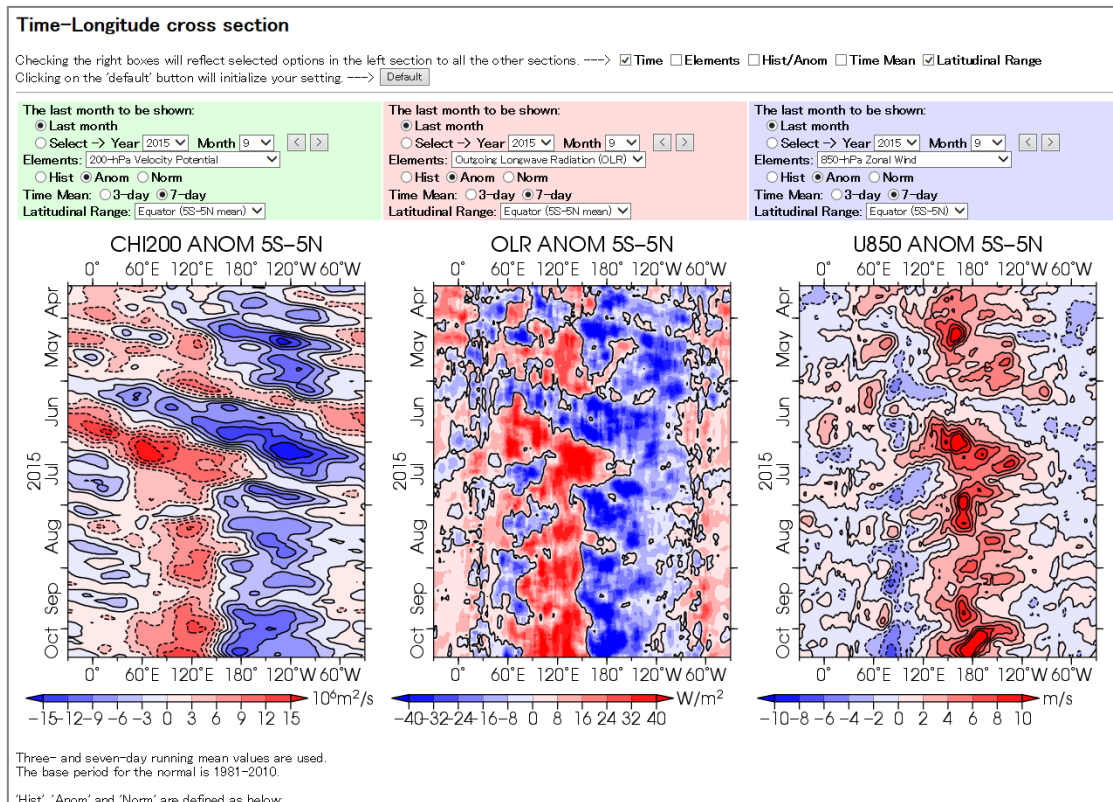 Time-Longitude cross section
Checking the right boxes will reflect selected options in the left section to all the other sections. ---> Time Elements Hist/Anom Time Mean Latitudinal Range
Clicking on the 'default' button will initialize your setting. ---> Default
The last month to be shown:
Last month
Select -> Year 2015 Month 9 < >
Elements: 200-hPa Velocity Potential
Hist Anom Norm
Time Mean: 3-day 7-day
Latitudinal Range: Equator (5S-5N mean)
The last month to be shown:
Last month
Select -> Year 2015 Month 9 < >
Elements: Outgoing Longwave Radiation (OLR)
Hist Anom Norm
Time Mean: 3-day 7-day
Latitudinal Range: Equator (5S-5N mean)
The last month to be shown:
Last month
Select -> Year 2015 Month 9 < >
Elements: 850-hPa Zonal Wind
Hist Anom Norm
Time Mean: 3-day 7-day
Latitudinal Range: Equator (5S-5N)
CHI200 ANOM 5S-5N
0° 60°E 120°E 180° 120°W 60°W
Apr
May
Jun
2015
Jul
Aug
Sep
Oct
0° 60°E 120°E 180° 120°W 60°W
-15 -12 -9 -6 -3 0 3 6 9 12 15 10⁶m²/s
OLR ANOM 5S-5N
0° 60°E 120°E 180° 120°W 60°W
Apr
May
Jun
2015
Jul
Aug
Sep
Oct
0° 60°E 120°E 180° 120°W 60°W
-40 -32 -24 -16 -8 0 8 16 24 32 40 W/m²
U850 ANOM 5S-5N
0° 60°E 120°E 180° 120°W 60°W
Apr
May
Jun
2015
Jul
Aug
Sep
Oct
0° 60°E 120°E 180° 120°W 60°W
-10 -8 -6 -4 -2 0 2 4 6 8 10 m/s
Three- and seven-day running mean values are used.
The base period for the normal is 1981-2010.
'Hist', 'Anom' and 'Norm' are defined as below: